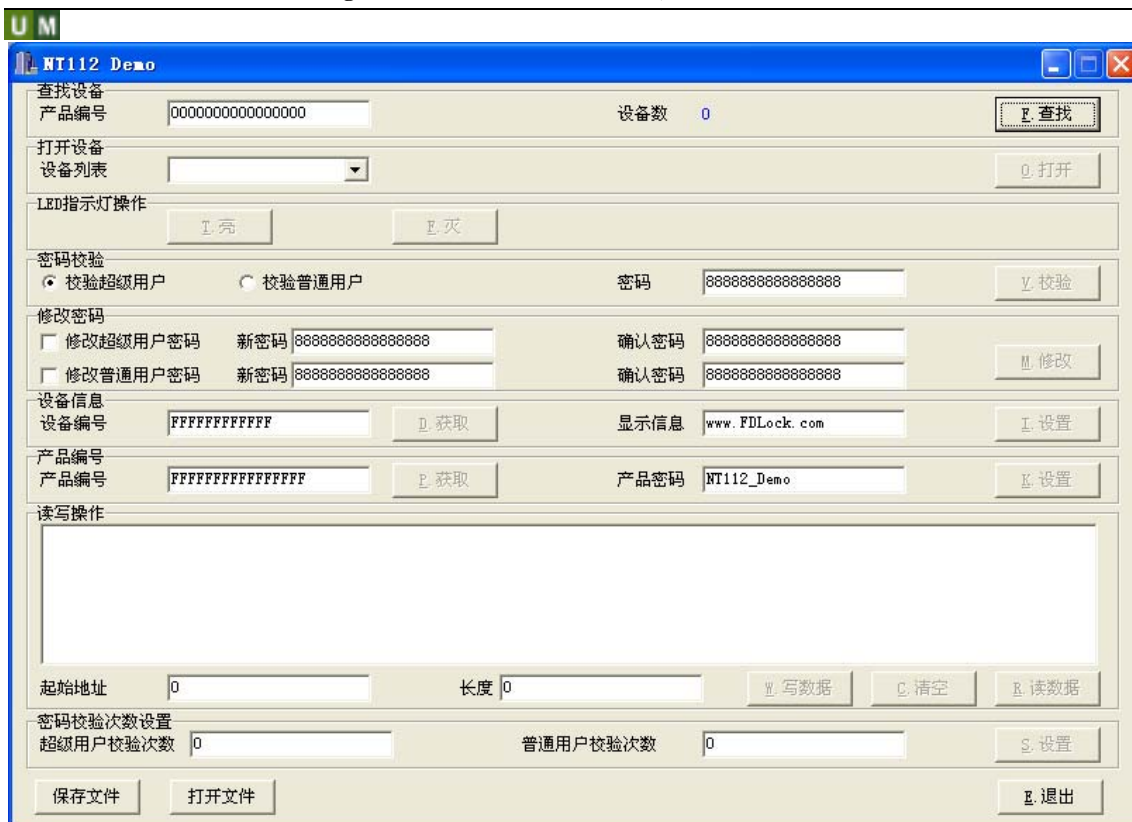 U M
NT112 Demo
查找设备
产品编号 0000000000000000 设备数 0 F.查找
打开设备
设备列表 O.打开
LED指示灯操作
T.亮 F.灭
密码校验
校验超级用户 校验普通用户 密码 8888888888888888 V.校验
修改密码
修改超级用户密码 新密码 8888888888888888 确认密码 8888888888888888
M.修改
修改普通用户密码 新密码 8888888888888888 确认密码 8888888888888888
设备信息
设备编号 FFFFFFFFFFFF D.获取 显示信息 www.FDLock.com I.设置
产品编号
产品编号 FFFFFFFFFFFFFFFF P.获取 产品密码 NT112_Demo K.设置
读写操作
起始地址 0 长度 0 W.写数据 C.清空 R.读数据
密码校验次数设置
超级用户校验次数 0 普通用户校验次数 0 S.设置
保存文件 打开文件 E.退出